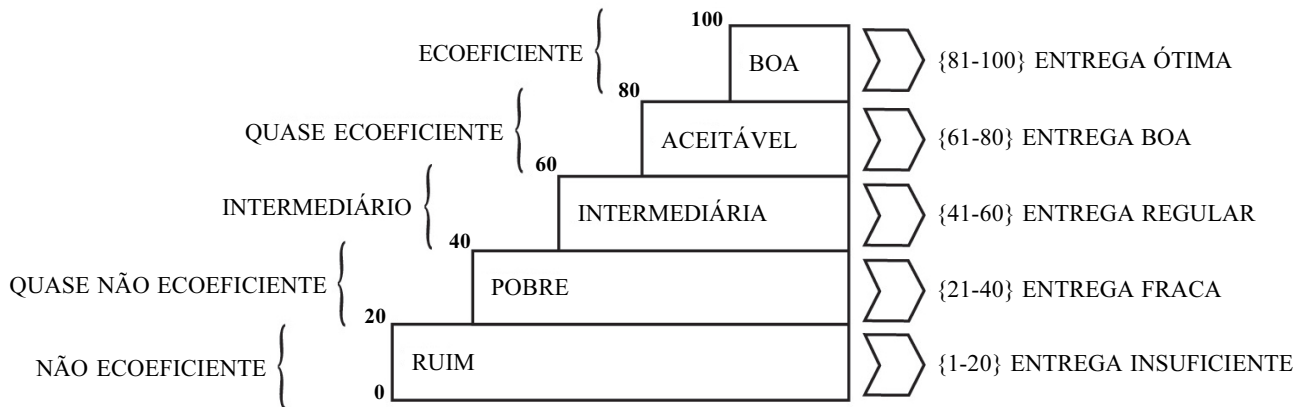 100
ECOEFICIENTE
BOA
{81-100} ENTREGA ÓTIMA
80
QUASE ECOEFICIENTE
ACEITÁVEL
{61-80} ENTREGA BOA
60
INTERMEDIÁRIO
INTERMEDIÁRIA
{41-60} ENTREGA REGULAR
40
QUASE NÃO ECOEFICIENTE
POBRE
{21-40} ENTREGA FRACA
20
NÃO ECOEFICIENTE
RUIM
{1-20} ENTREGA INSUFICIENTE
0